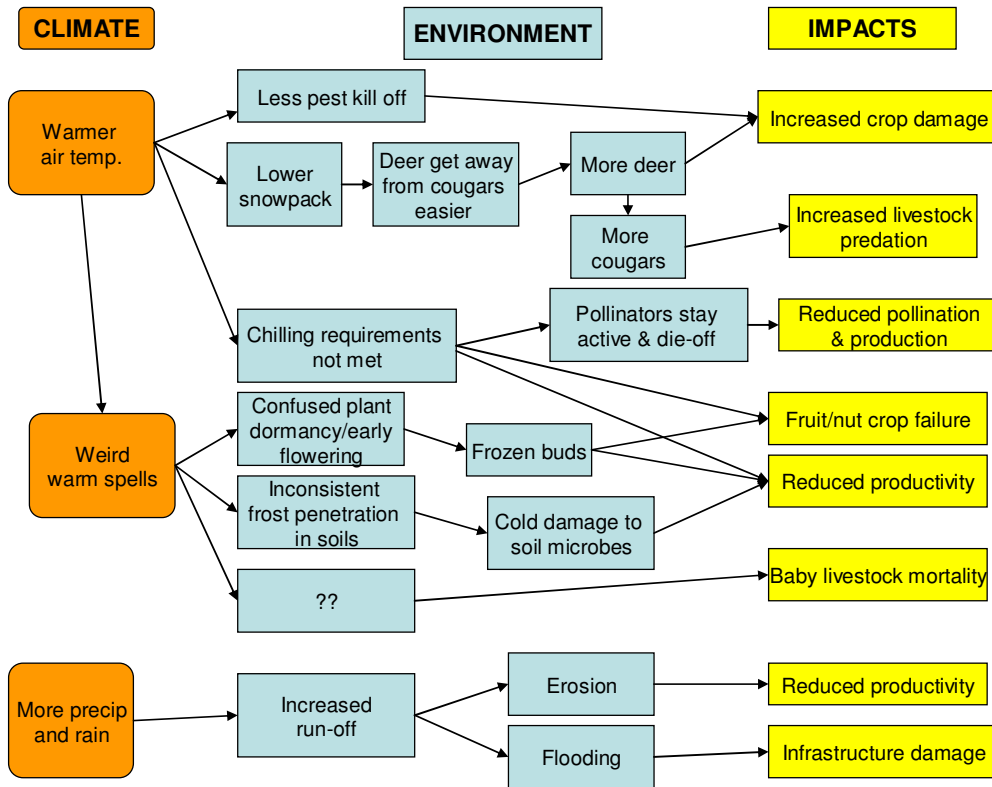 CLIMATE
ENVIRONMENT
IMPACTS
Warmer
air temp.
Less pest kill off
Increased crop damage
Lower
snowpack
Deer get away
from cougars
easier
More deer
More
cougars
Increased livestock
predation
Chilling requirements
not met
Pollinators stay
active & die-off
Reduced pollination
& production
Weird
warm spells
Confused plant
dormancy/early
flowering
Frozen buds
Fruit/nut crop failure
Reduced productivity
Inconsistent
frost penetration
in soils
Cold damage to
soil microbes
??
Baby livestock mortality
More precip
and rain
Increased
run-off
Erosion
Reduced productivity
Flooding
Infrastructure damage